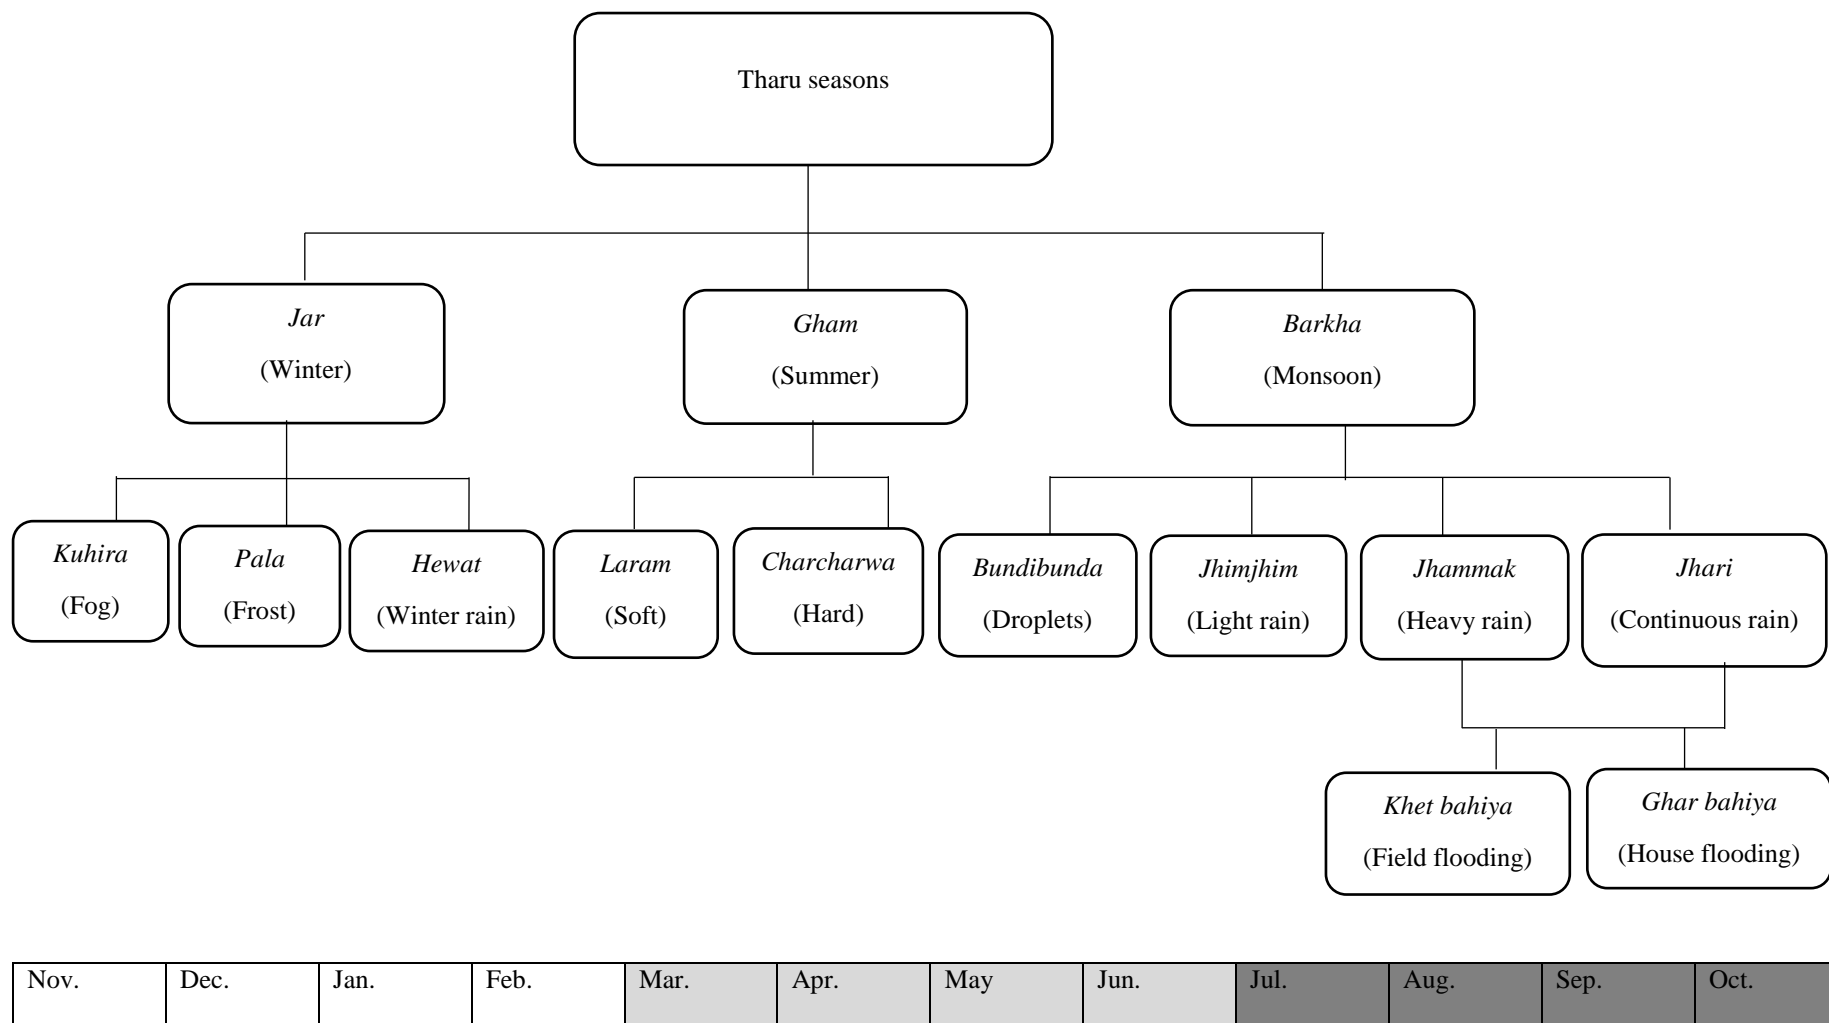 Tharu seasons
Jar
(Winter)
Gham
(Summer)
Barkha
(Monsoon)
Kuhira
(Fog)
Pala
(Frost)
Hewat
(Winter rain)
Laram
(Soft)
Charcharwa
(Hard)
Bundibunda
(Droplets)
Jhimjhim
(Light rain)
Jhammak
(Heavy rain)
Jhari
(Continuous rain)
Khet bahiya
(Field flooding)
Ghar bahiya
(House flooding)
Nov. Dec. Jan. Feb. Mar. Apr. May Jun. Jul. Aug. Sep. Oct.